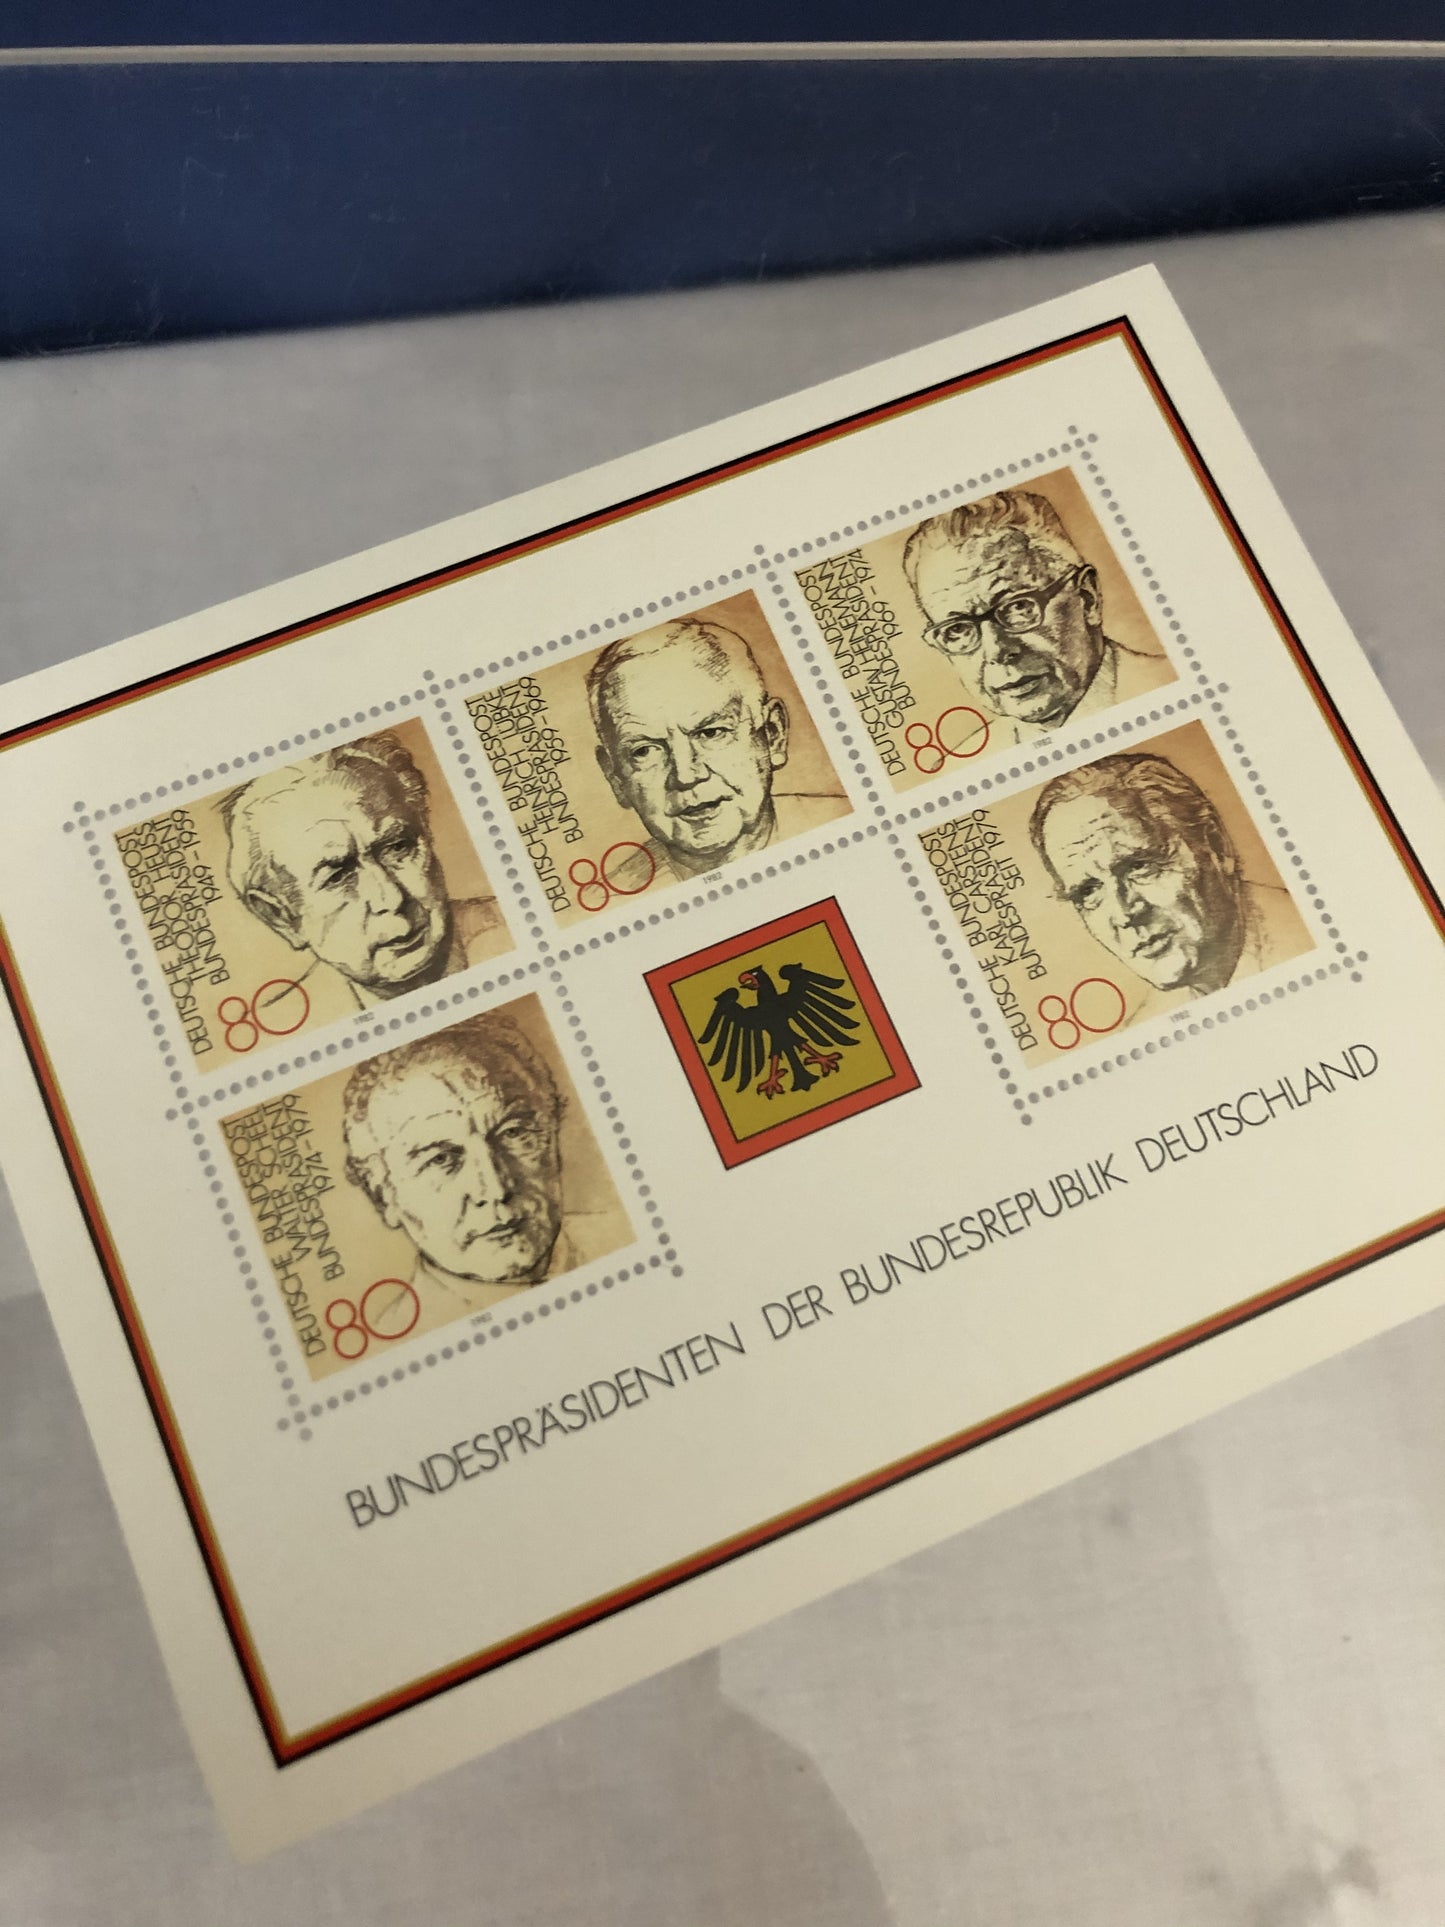 DEUTSCHE BUNDESPOST
THEODOR HEUSS
BUNDESPRÄSIDENT
1949–1959
80
1982
DEUTSCHE BUNDESPOST
HEINRICH LÜBKE
BUNDESPRÄSIDENT
1959–1969
80
1982
DEUTSCHE BUNDESPOST
GUSTAV HEINEMANN
BUNDESPRÄSIDENT
1969–1974
80
1982
DEUTSCHE BUNDESPOST
WALTER SCHEEL
BUNDESPRÄSIDENT
1974–1979
80
1982
DEUTSCHE BUNDESPOST
KARL CARSTENS
BUNDESPRÄSIDENT
SEIT 1979
80
1982
BUNDESPRÄSIDENTEN DER BUNDESREPUBLIK DEUTSCHLAND